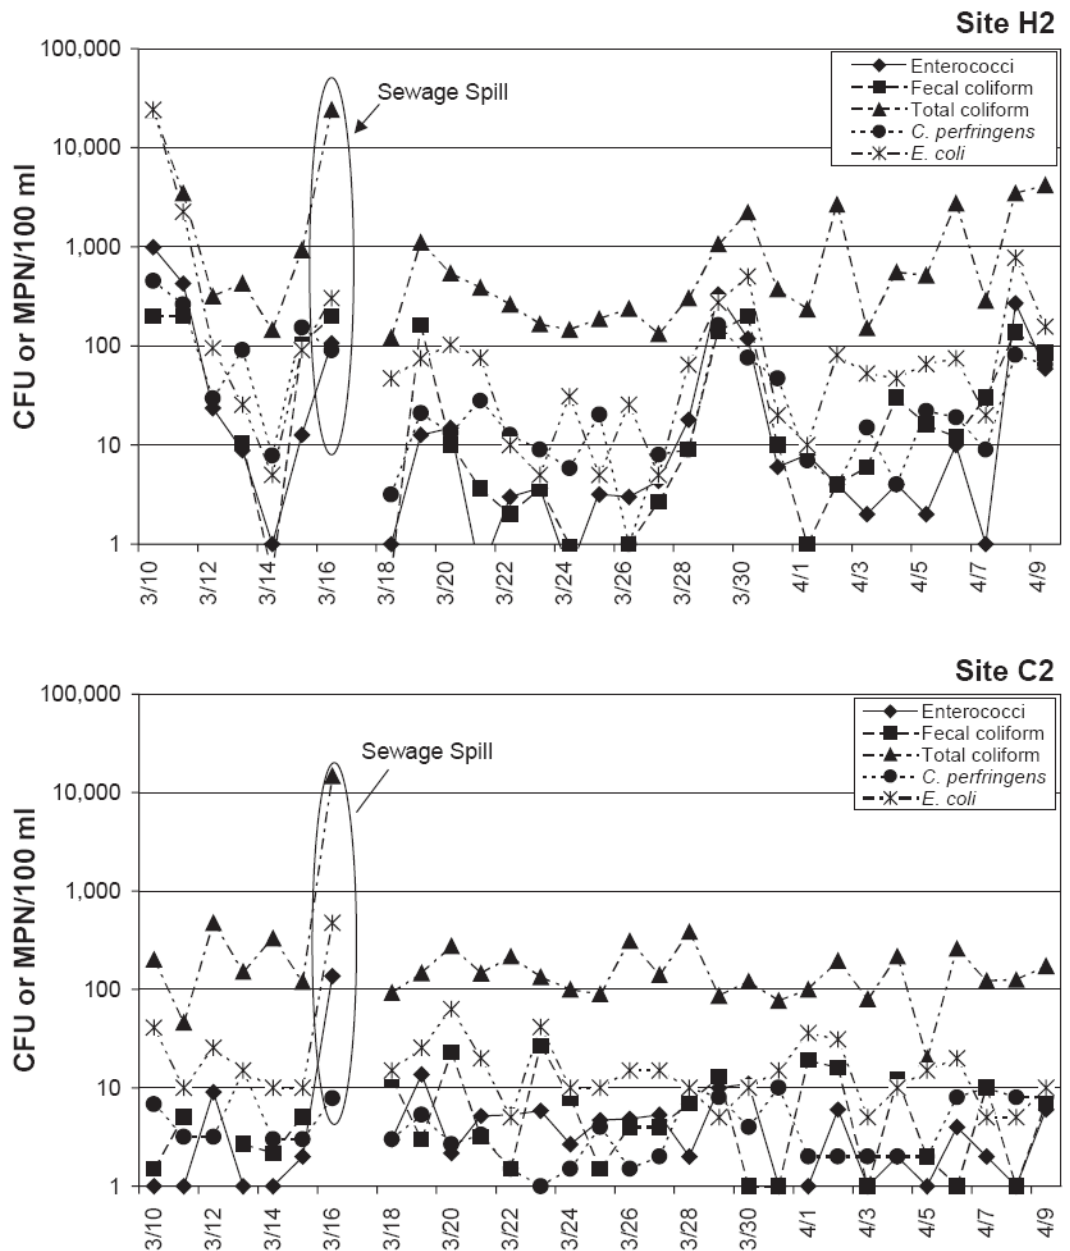 Site H2
CFU or MPN/100 ml
100,000
10,000
1,000
100
10
1
Sewage Spill
Enterococci
Fecal coliform
Total coliform
C. perfringens
E. coli
3/10
3/12
3/14
3/16
3/18
3/20
3/22
3/24
3/26
3/28
3/30
4/1
4/3
4/5
4/7
4/9
Site C2
CFU or MPN/100 ml
100,000
10,000
1,000
100
10
1
Sewage Spill
Enterococci
Fecal coliform
Total coliform
C. perfringens
E. coli
3/10
3/12
3/14
3/16
3/18
3/20
3/22
3/24
3/26
3/28
3/30
4/1
4/3
4/5
4/7
4/9